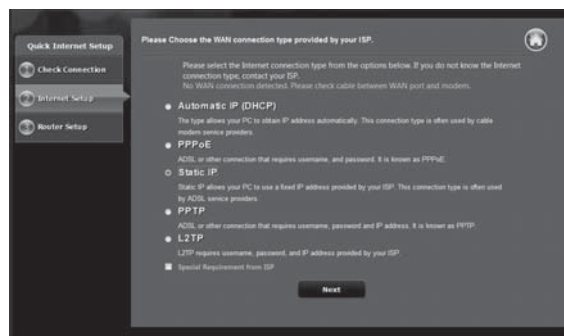 Quick Internet Setup
Check Connection
Internet Setup
Router Setup
Please Choose the WAN connection type provided by your ISP.
Please select the Internet connection type from the options below. If you do not know the Internet
connection type, contact your ISP.
No WAN connection detected. Please check cable between WAN port and modem.
Automatic IP (DHCP)
The type allows your PC to obtain IP address automatically. This connection type is often used by cable
modem service providers.
PPPoE
ADSL or other connection that requires username, and password. It is known as PPPoE.
Static IP
Static IP allows your PC to use a fixed IP address provided by your ISP. This connection type is often used
by ADSL service providers.
PPTP
ADSL or other connection that requires username, password and IP address. It is known as PPTP.
L2TP
L2TP requires username, password, and IP address provided by your ISP.
Special Requirement from ISP
Next